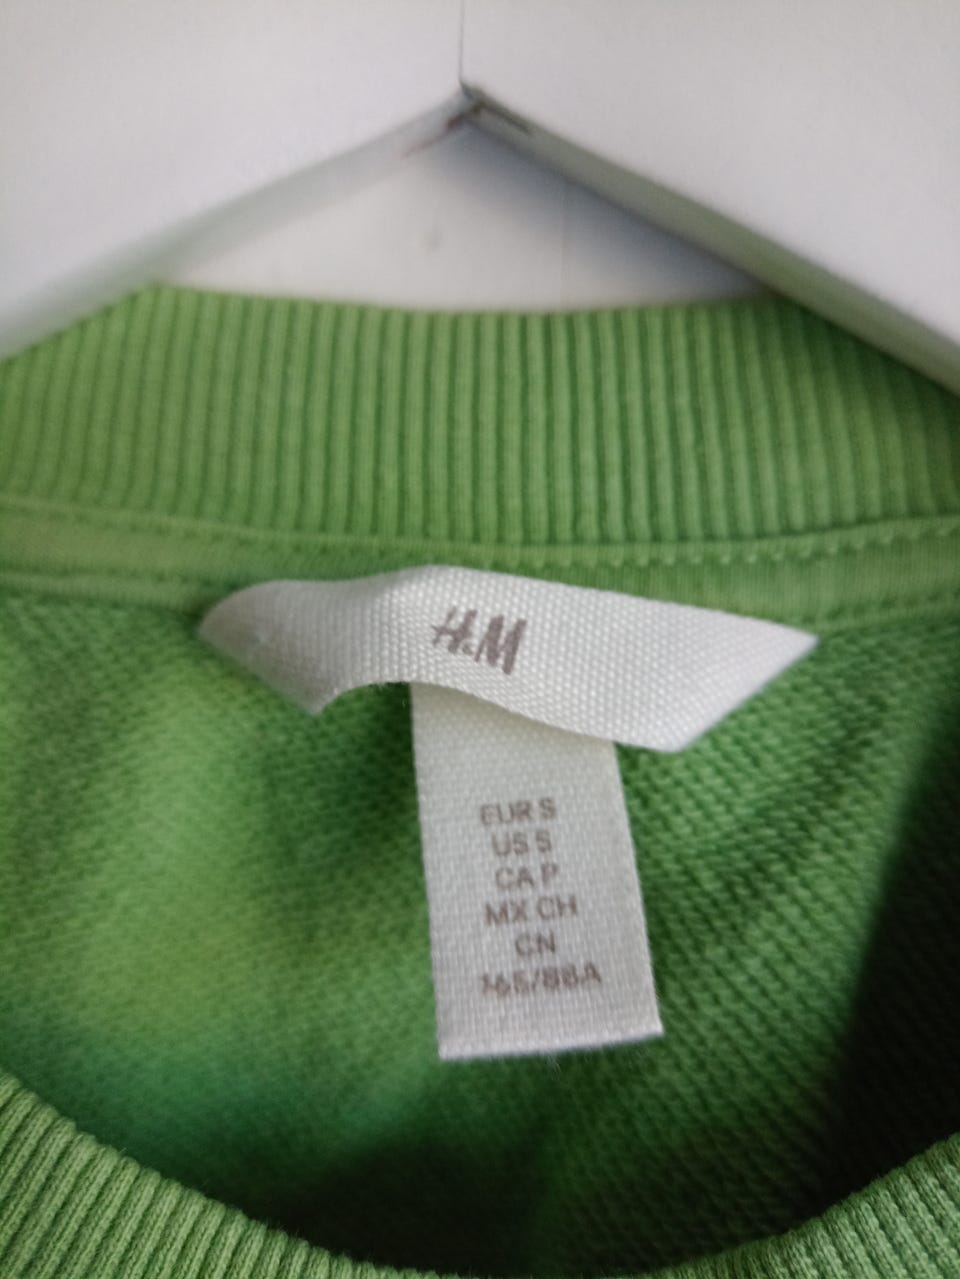 H&M
EUR S
US S
CA P
MX CH
CN
165/88A